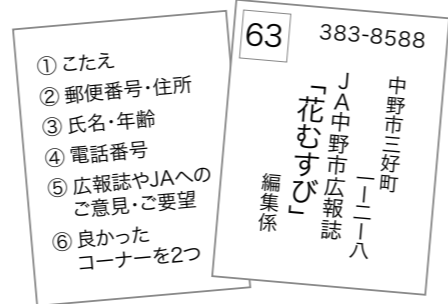 ① こたえ
② 郵便番号・住所
③ 氏名・年齢
④ 電話番号
⑤ 広報誌やJAへの
ご意見・ご要望
⑥ 良かった
コーナーを2つ
63
383-8588
中野市三好町
一ー二ー八
JA中野市広報誌
「花むすび」
編集係